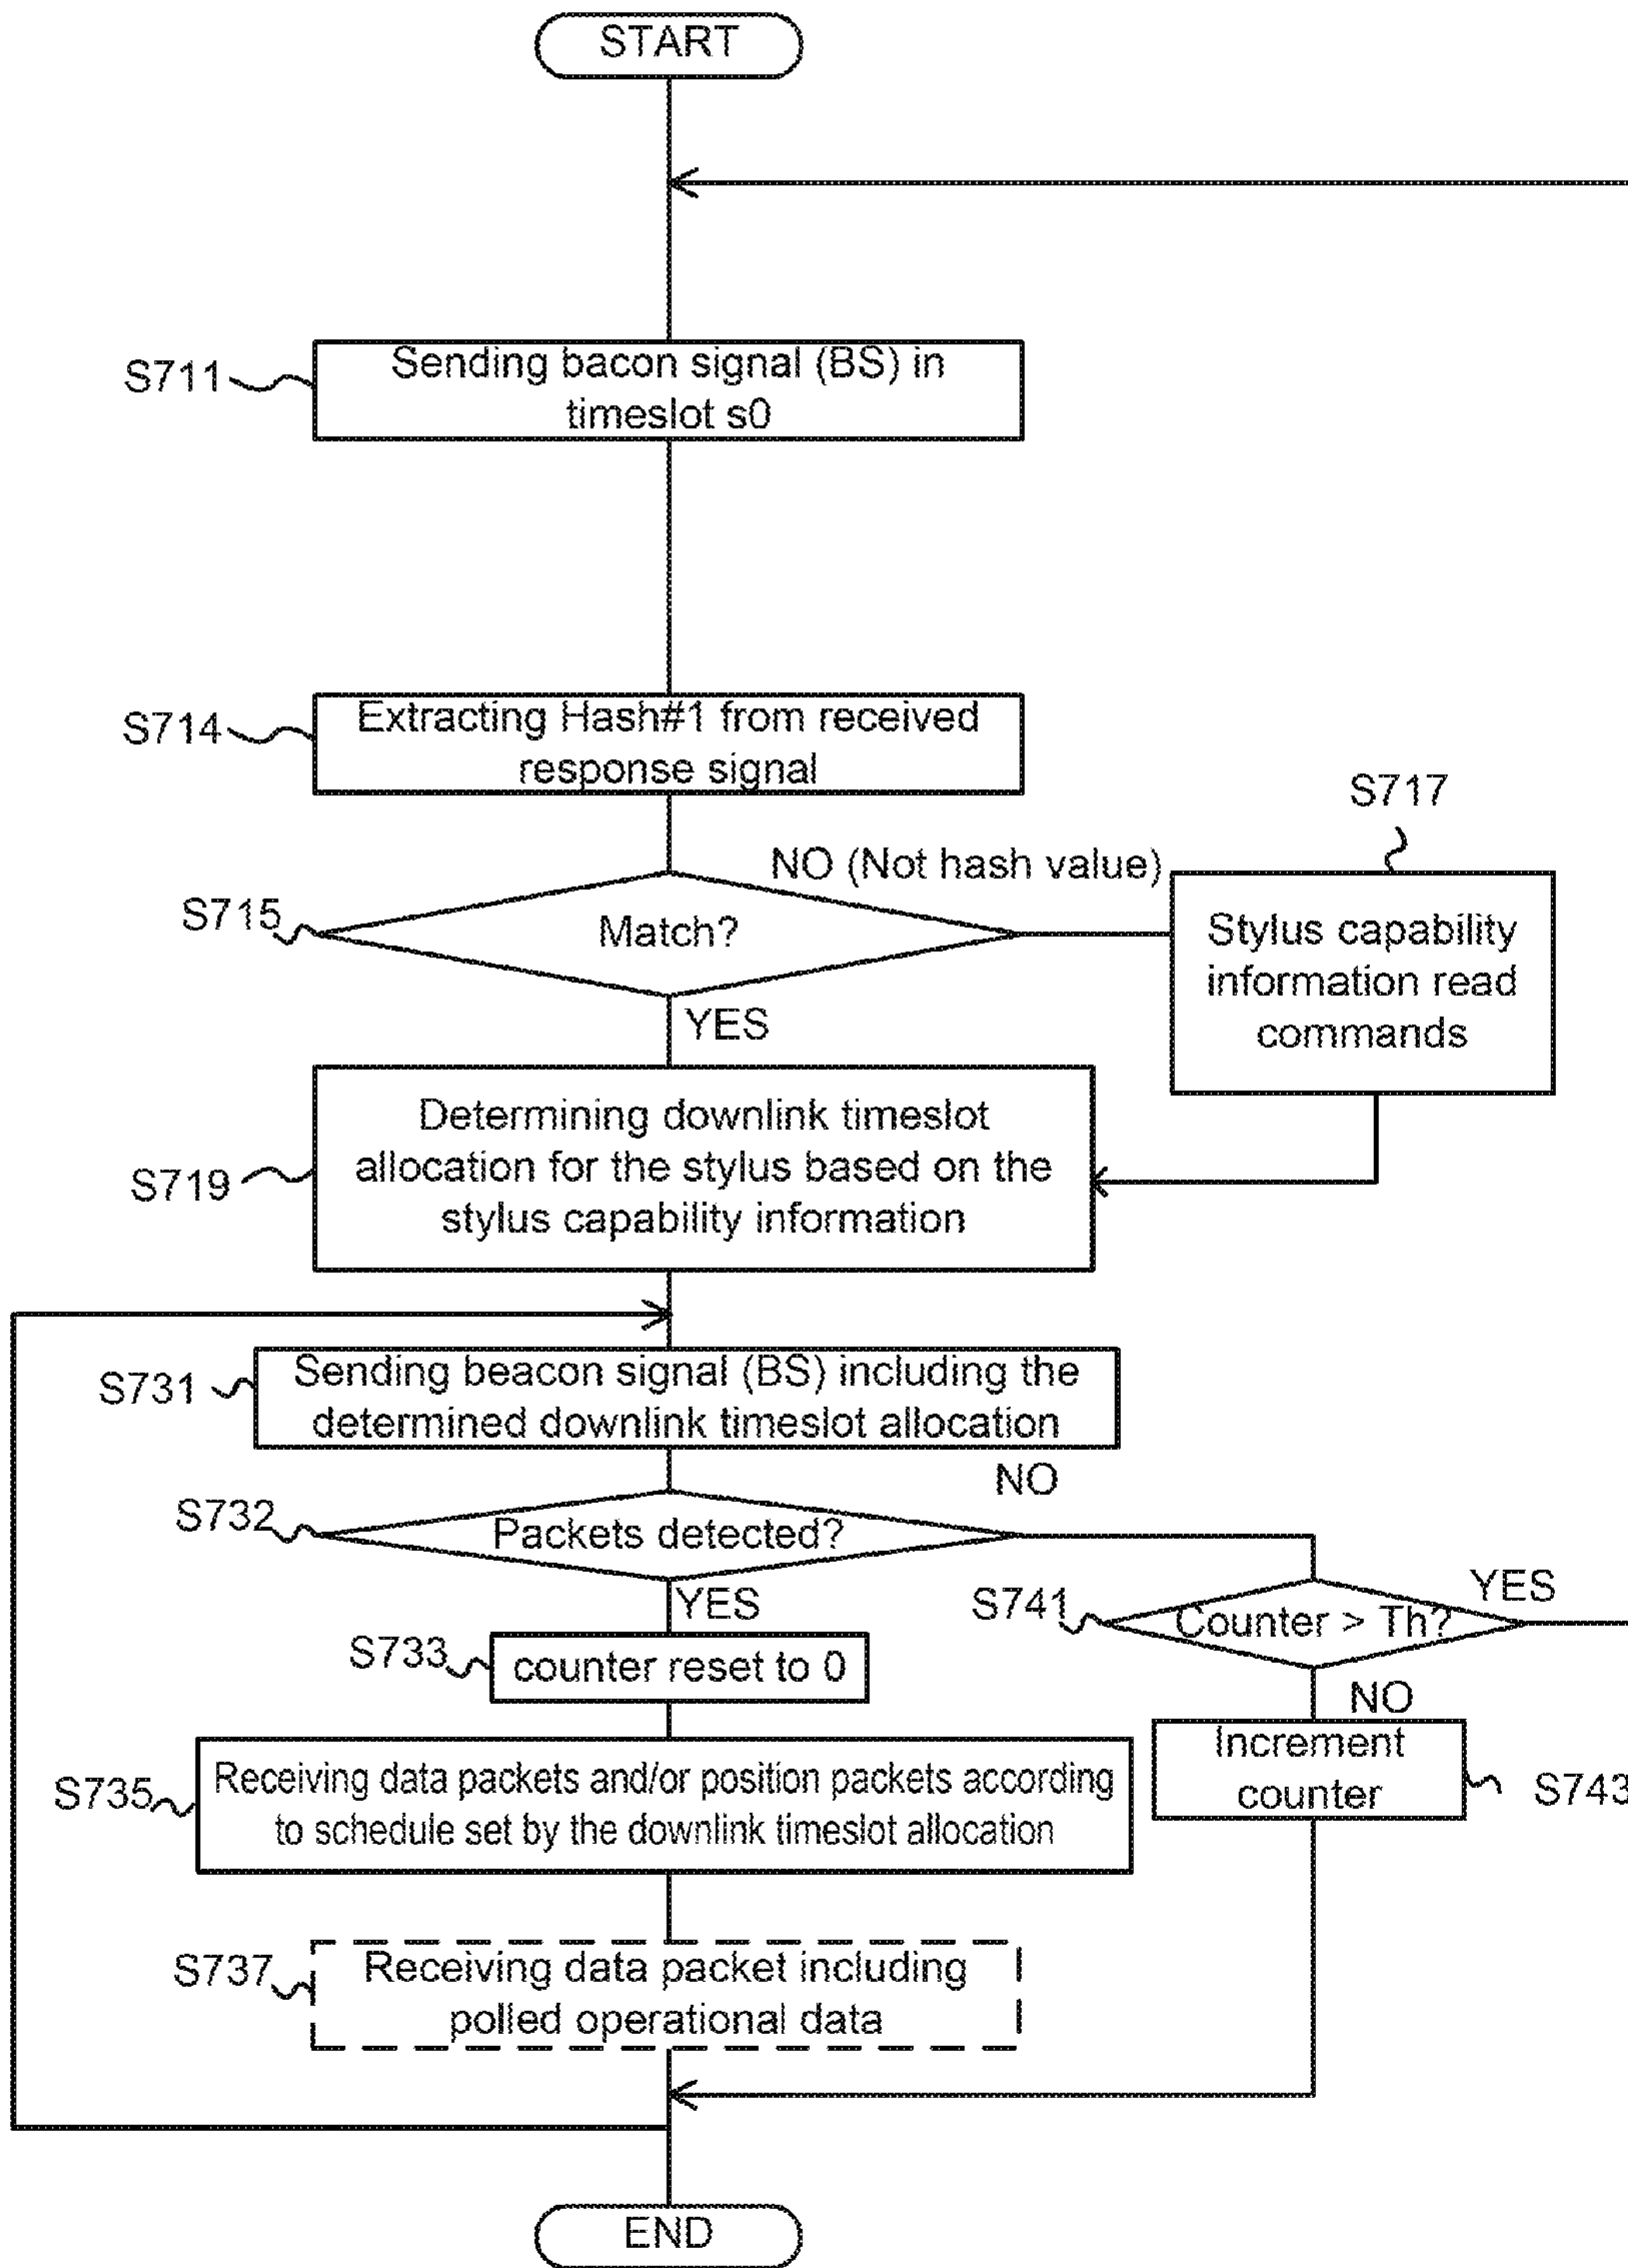 START
S711
Sending bacon signal (BS) in
timeslot s0
S714
Extracting Hash#1 from received
response signal
S717
NO (Not hash value)
S715
Match?
Stylus capability
information read
commands
YES
S719
Determining downlink timeslot
allocation for the stylus based on the
stylus capability information
S731
Sending beacon signal (BS) including the
determined downlink timeslot allocation
NO
S732
Packets detected?
YES
S741
Counter > Th?
YES
S733
counter reset to 0
NO
Increment
counter
S743
S735
Receiving data packets and/or position packets according
to schedule set by the downlink timeslot allocation
S737
Receiving data packet including
polled operational data
END